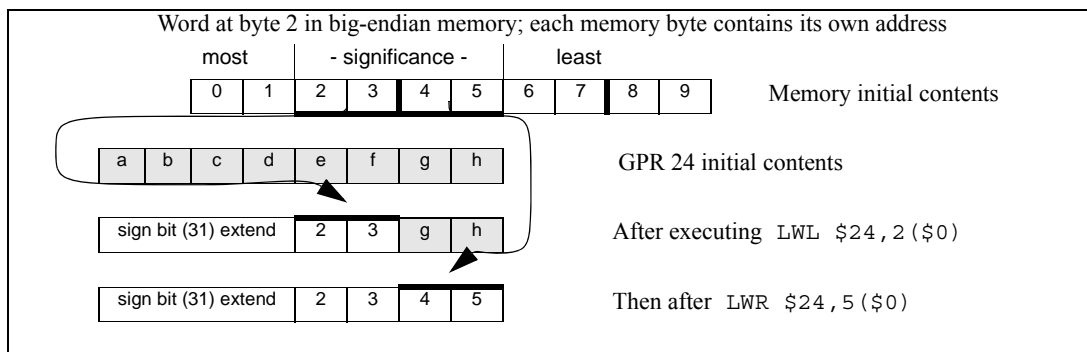 Word at byte 2 in big-endian memory; each memory byte contains its own address
most - significance - least
0 1 2 3 4 5 6 7 8 9 Memory initial contents
a b c d e f g h GPR 24 initial contents
sign bit (31) extend 2 3 g h After executing LWL $24,2($0)
sign bit (31) extend 2 3 4 5 Then after LWR $24,5($0)